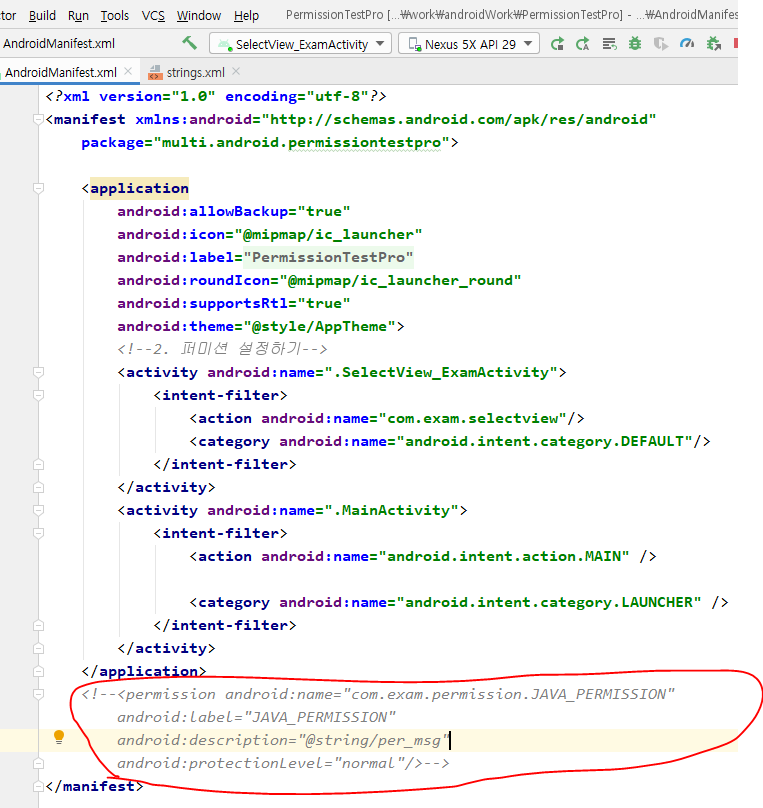 tor Build Run Tools VCS Window Help PermissionTestPro [...₩work₩androidWork₩PermissionTestPro] - ...₩AndroidManifes
AndroidManifest.xml SelectView_ExamActivity Nexus 5X API 29
AndroidManifest.xml strings.xml
<?xml version="1.0" encoding="utf-8"?>
<manifest xmlns:android="http://schemas.android.com/apk/res/android"
package="multi.android.permissiontestpro">
<application
android:allowBackup="true"
android:icon="@mipmap/ic_launcher"
android:label="PermissionTestPro"
android:roundIcon="@mipmap/ic_launcher_round"
android:supportsRtl="true"
android:theme="@style/AppTheme">
<!--2. 퍼미션 설정하기-->
<activity android:name=".SelectView_ExamActivity">
<intent-filter>
<action android:name="com.exam.selectview"/>
<category android:name="android.intent.category.DEFAULT"/>
</intent-filter>
</activity>
<activity android:name=".MainActivity">
<intent-filter>
<action android:name="android.intent.action.MAIN" />
<category android:name="android.intent.category.LAUNCHER" />
</intent-filter>
</activity>
</application>
<!--<permission android:name="com.exam.permission.JAVA_PERMISSION"
android:label="JAVA_PERMISSION"
android:description="@string/per_msg"
android:protectionLevel="normal"/>-->
</manifest>